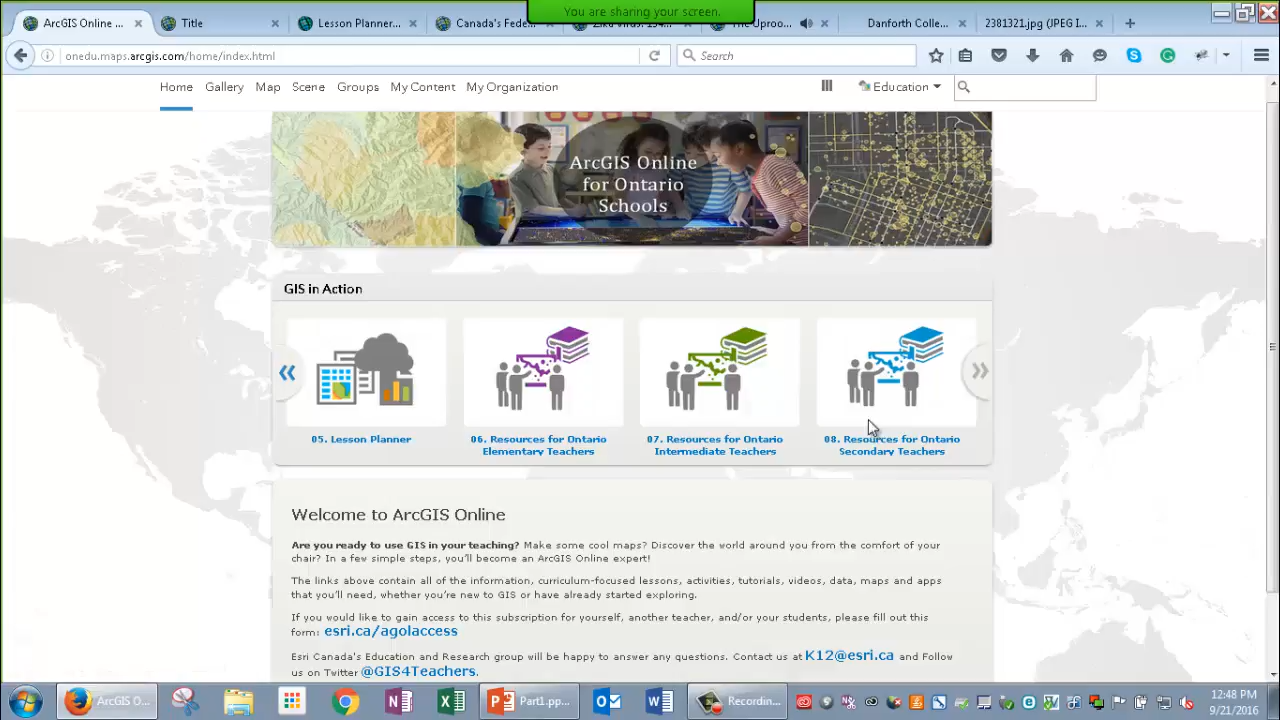 You are sharing your screen.
ArcGIS Online ...
Title
Lesson Planner...
Canada's Fede...
Zika Virus: 154...
The Uproo...
Danforth Colle...
2381321.jpg (JPEG I...
onedu.maps.arcgis.com/home/index.html
Search
Home Gallery Map Scene Groups My Content My Organization
Education
ArcGIS Online
for Ontario
Schools
GIS in Action
05. Lesson Planner
06. Resources for Ontario
Elementary Teachers
07. Resources for Ontario
Intermediate Teachers
08. Resources for Ontario
Secondary Teachers
Welcome to ArcGIS Online
Are you ready to use GIS in your teaching? Make some cool maps? Discover the world around you from the comfort of your
chair? In a few simple steps, you'll become an ArcGIS Online expert!
The links above contain all of the information, curriculum-focused lessons, activities, tutorials, videos, data, maps and apps
that you'll need, whether you're new to GIS or have already started exploring.
If you would like to gain access to this subscription for yourself, another teacher, and/or your students, please fill out this
form: esri.ca/agolaccess
Esri Canada's Education and Research group will be happy to answer any questions. Contact us at K12@esri.ca and Follow
us on Twitter @GIS4Teachers.
ArcGIS O...
Part1.pp...
Recordin...
12:48 PM
9/21/2016